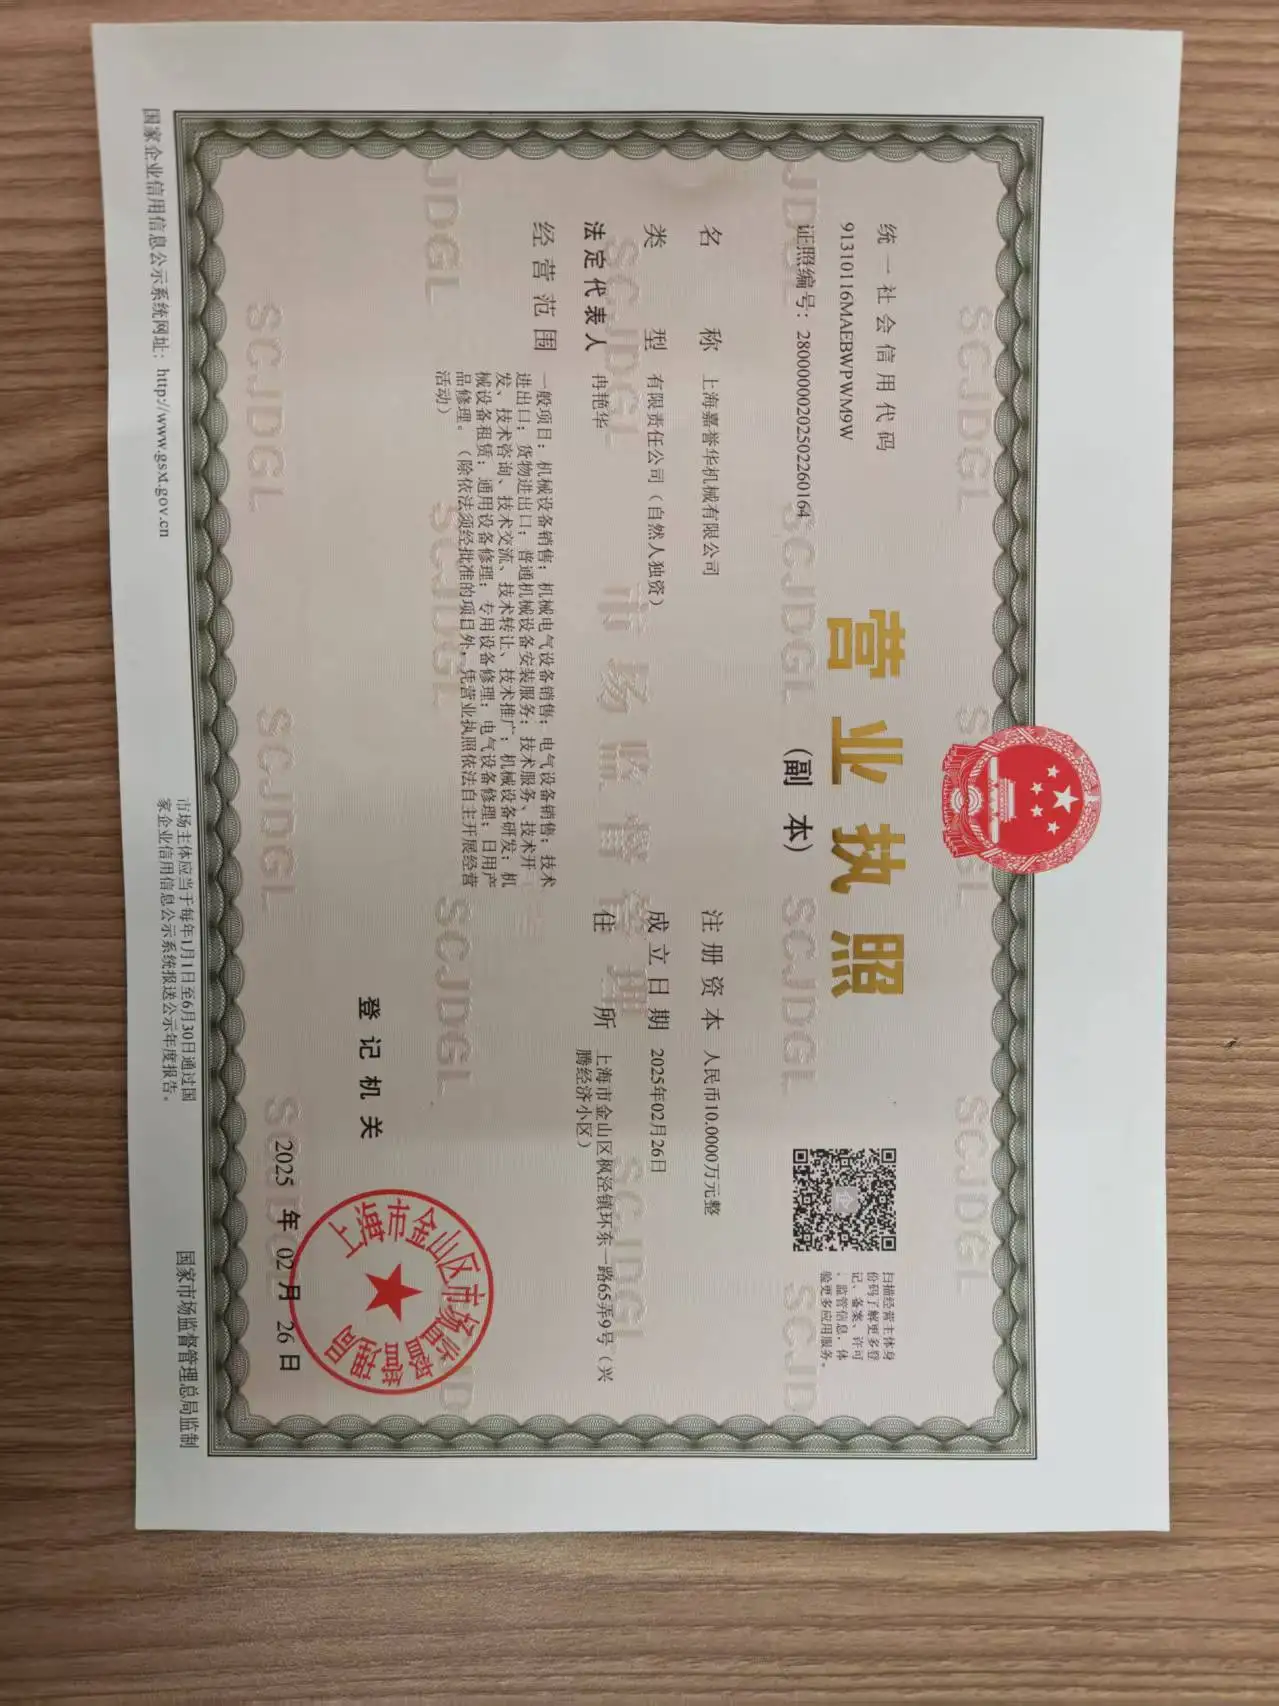 统一社会信用代码
91310116MAEBWPWM9W
证照编号：28000000202502260164
营业执照
（副本）
扫描经营主体身
份码了解更多登
记、备案、许可
、监管信息，体
验更多应用服务。
名称 上海嘉誉华机械有限公司
类型 有限责任公司（自然人独资）
法定代表人 冉艳华
经营范围 一般项目：机械设备销售；机械电气设备销售；电气设备销售；技术
进出口；货物进出口；普通机械设备安装服务；技术服务、技术开
发、技术咨询、技术交流、技术转让、技术推广；机械设备研发；机
械设备租赁；通用设备修理；专用设备修理；电气设备修理；日用产
品修理。（除依法须经批准的项目外，凭营业执照依法自主开展经营
活动）
注册资本 人民币10.0000万元整
成立日期 2025年02月26日
住所 上海市金山区枫泾镇环东一路65弄9号（兴
腾经济小区）
登记机关
上海市金山区市场监督管理局
2025年02月26日
国家企业信用信息公示系统网址：http://www.gsxt.gov.cn
市场主体应当于每年1月1日至6月30日通过国
家企业信用信息公示系统报送公示年度报告。
国家市场监督管理总局监制
SCJDGL
市场监督管理